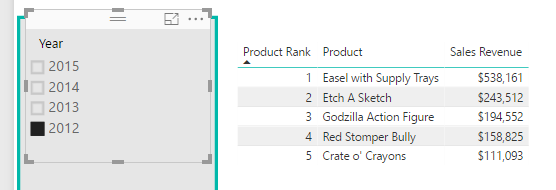 Year
2015
2014
2013
2012
Product Rank Product Sales Revenue
1 Easel with Supply Trays $538,161
2 Etch A Sketch $243,512
3 Godzilla Action Figure $194,552
4 Red Stomper Bully $158,825
5 Crate o' Crayons $111,093